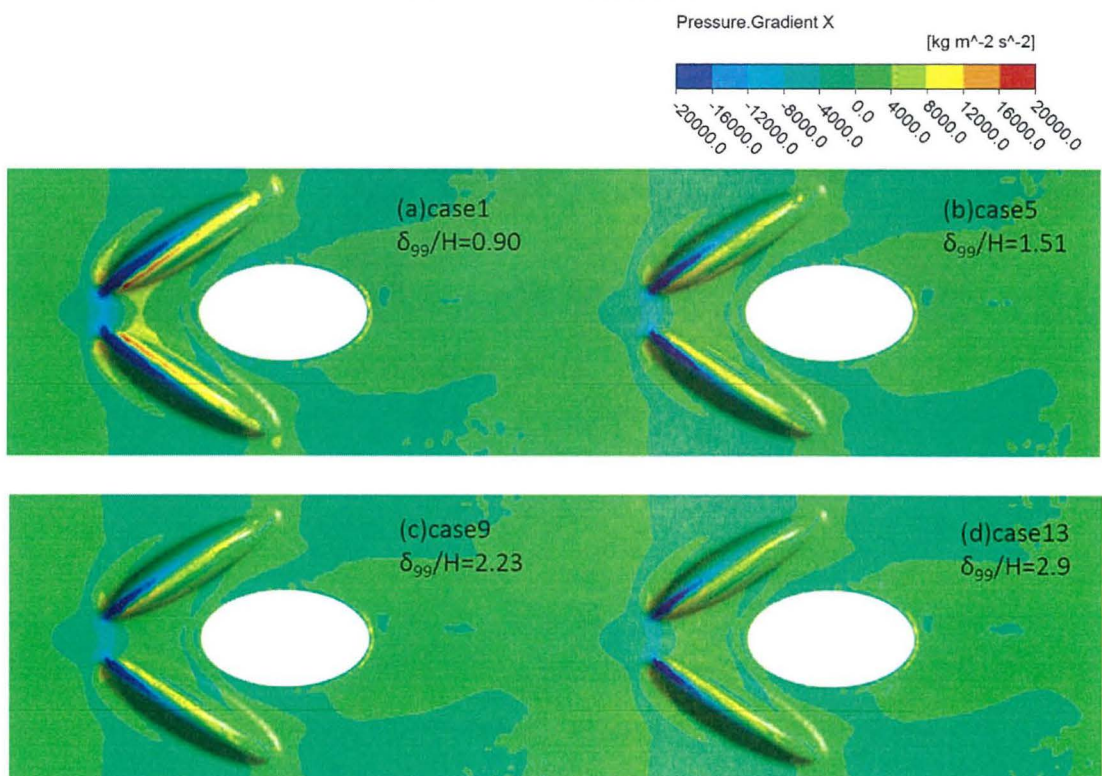 Pressure.Gradient X
[kg m^-2 s^-2]
-20000.0
-16000.0
-12000.0
-8000.0
-4000.0
0.0
4000.0
8000.0
12000.0
16000.0
20000.0
(a)case1
δ99/H=0.90
(b)case5
δ99/H=1.51
(c)case9
δ99/H=2.23
(d)case13
δ99/H=2.9